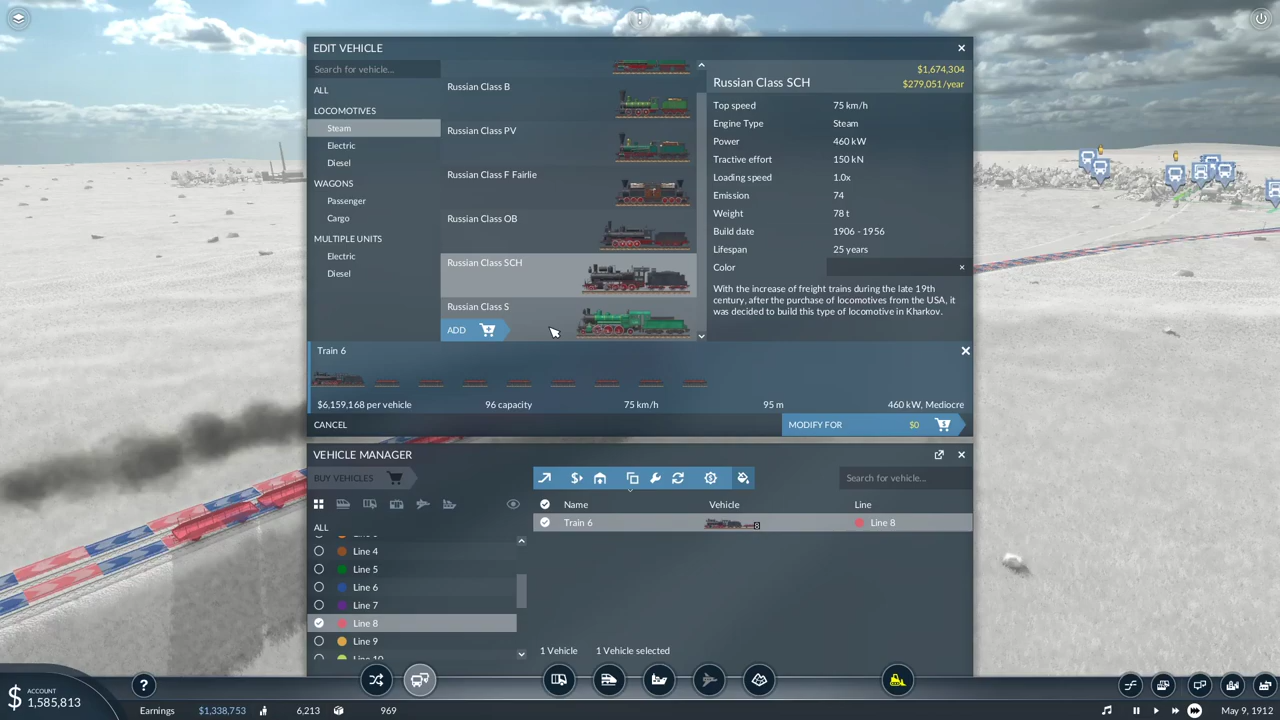 EDIT VEHICLE
Search for vehicle...
ALL
LOCOMOTIVES
Steam
Electric
Diesel
WAGONS
Passenger
Cargo
MULTIPLE UNITS
Electric
Diesel
Russian Class B
Russian Class PV
Russian Class F Fairlie
Russian Class OB
Russian Class SCH
Russian Class S
ADD
$1,674,304
Russian Class SCH
$279,051/year
Top speed 75 km/h
Engine Type Steam
Power 460 kW
Tractive effort 150 kN
Loading speed 1.0x
Emission 74
Weight 78 t
Build date 1906 - 1956
Lifespan 25 years
Color
With the increase of freight trains during the late 19th
century, after the purchase of locomotives from the USA, it
was decided to build this type of locomotive in Kharkov.
Train 6
$6,159,168 per vehicle 96 capacity 75 km/h 95 m 460 kW, Mediocre
CANCEL MODIFY FOR $0
VEHICLE MANAGER
BUY VEHICLES
Search for vehicle...
ALL
Line 4
Line 5
Line 6
Line 7
Line 8
Line 9
Line 10
Name Vehicle Line
Train 6 8 Line 8
1 Vehicle 1 Vehicle selected
$ ACCOUNT
1,585,813
?
Earnings $1,338,753 6,213 969
May 9, 1912